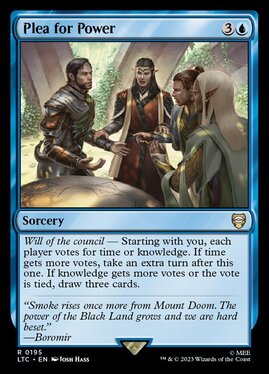 Plea for Power 3
Sorcery
Will of the council — Starting with you, each
player votes for time or knowledge. If time
gets more votes, take an extra turn after this
one. If knowledge gets more votes or the
vote is tied, draw three cards.
“Smoke rises once more from Mount Doom. The
power of the Black Land grows and we are hard
beset.”
—Boromir
R 0195
LTC • EN Josh Hass
© MEE
™ & © 2023 Wizards of the Coast